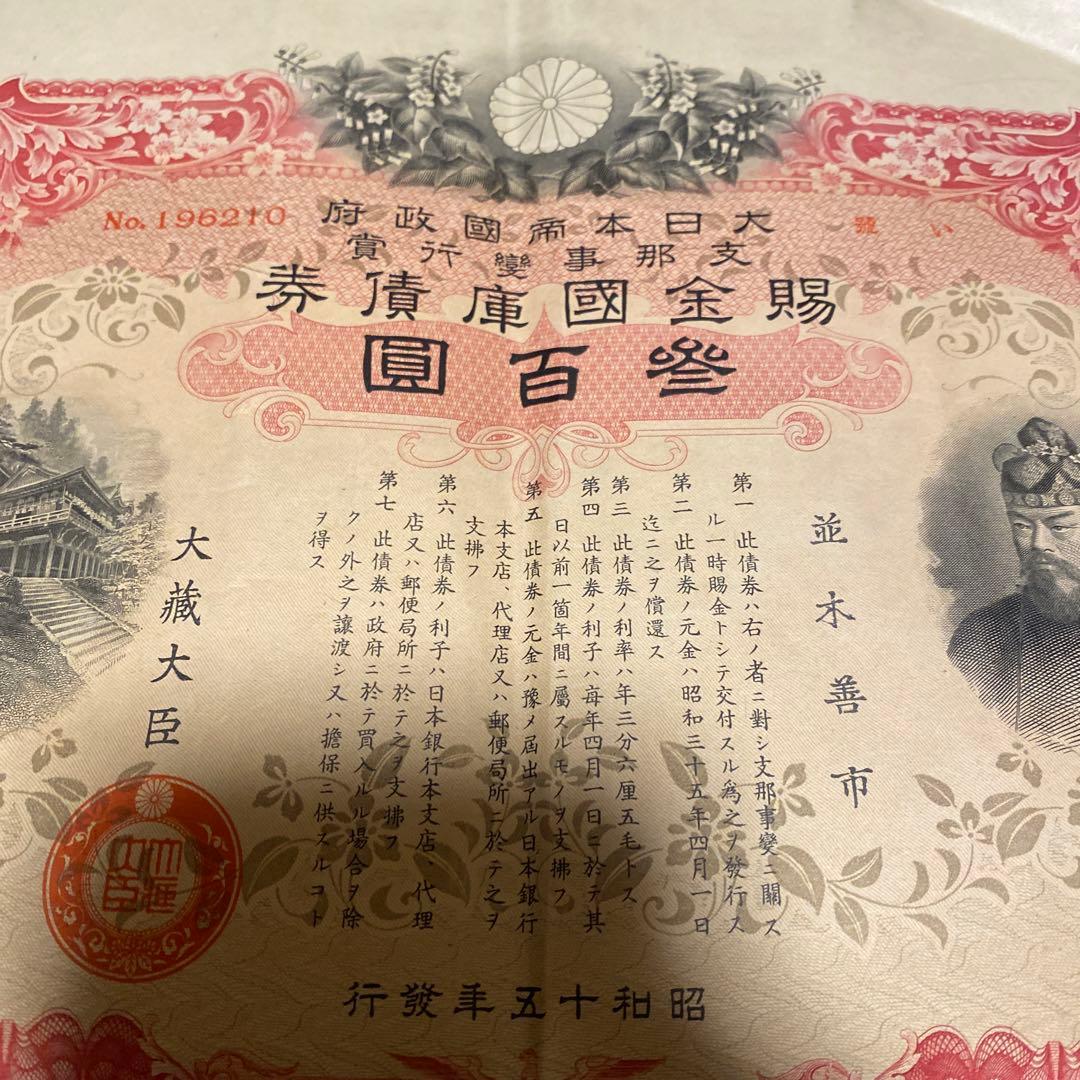 い號
No. 196210
大日本帝國政府
支那事變行賞
賜金國庫債券
叄百圓
並木善市
第一 此債券ハ右ノ者ニ對シ支那事變ニ關ス
ル一時賜金トシテ交付スル爲之ヲ發行ス
第二 此債券ノ元金ハ昭和三十五年四月一日
迄ニ之ヲ償還ス
第三 此債券ノ利率ハ年三分六厘五毛トス
第四 此債券ノ利子ハ每年四月一日ニ於テ其
日以前一箇年間ニ屬スルモノヲ支拂フ
第五 此債券ノ元金ハ豫メ屆出アル日本銀行
本支店、代理店又ハ郵便局所ニ於テ之ヲ
支拂フ
第六 此債券ノ利子ハ日本銀行本支店、代理
店又ハ郵便局所ニ於テ之ヲ支拂フ
第七 此債券ハ政府ニ於テ買入ルル場合ヲ除
クノ外之ヲ讓渡シ又ハ擔保ニ供スルコト
ヲ得ス
大藏大臣
大藏大臣
昭和十五年發行